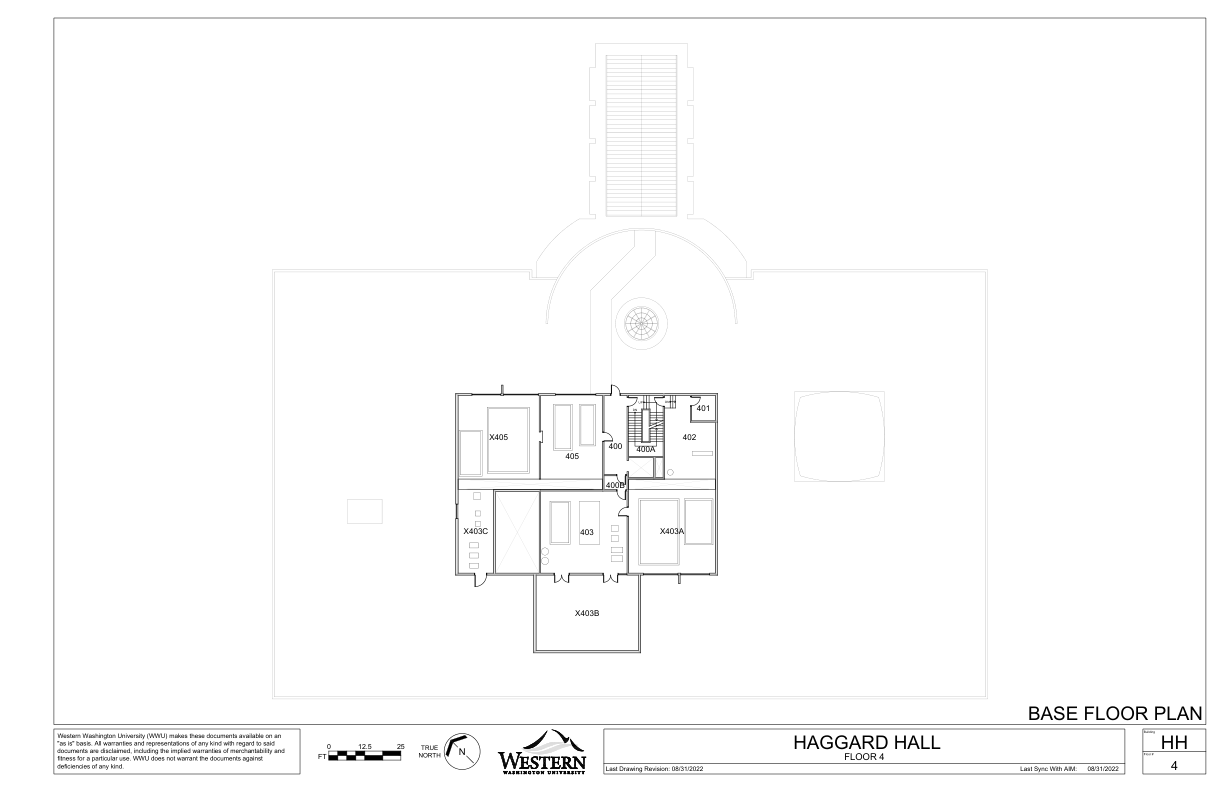 401
X405
402
400
400A
405
400B
X403C
403
X403A
X403B
BASE FLOOR PLAN
Western Washington University (WWU) makes these documents available on an
"as is" basis. All warranties and representations of any kind with regard to said
documents are disclaimed, including the implied warranties of merchantability and
fitness for a particular use. WWU does not warrant the documents against
deficiencies of any kind.
0 12.5 25
FT
TRUE
NORTH
N
WESTERN
WASHINGTON UNIVERSITY
HAGGARD HALL
FLOOR 4
Last Drawing Revision: 08/31/2022
Last Sync With AIM: 08/31/2022
Building
HH
4